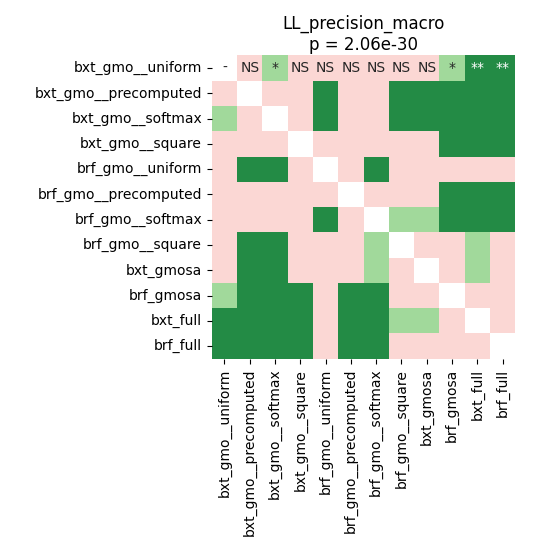 LL_precision_macro
p = 2.06e-30
bxt_gmo__uniform - NS * NS NS NS NS NS NS * ** **
bxt_gmo__precomputed
bxt_gmo__softmax
bxt_gmo__square
brf_gmo__uniform
brf_gmo__precomputed
brf_gmo__softmax
brf_gmo__square
bxt_gmosa
brf_gmosa
bxt_full
brf_full
bxt_gmo__uniform
bxt_gmo__precomputed
bxt_gmo__softmax
bxt_gmo__square
brf_gmo__uniform
brf_gmo__precomputed
brf_gmo__softmax
brf_gmo__square
bxt_gmosa
brf_gmosa
bxt_full
brf_full